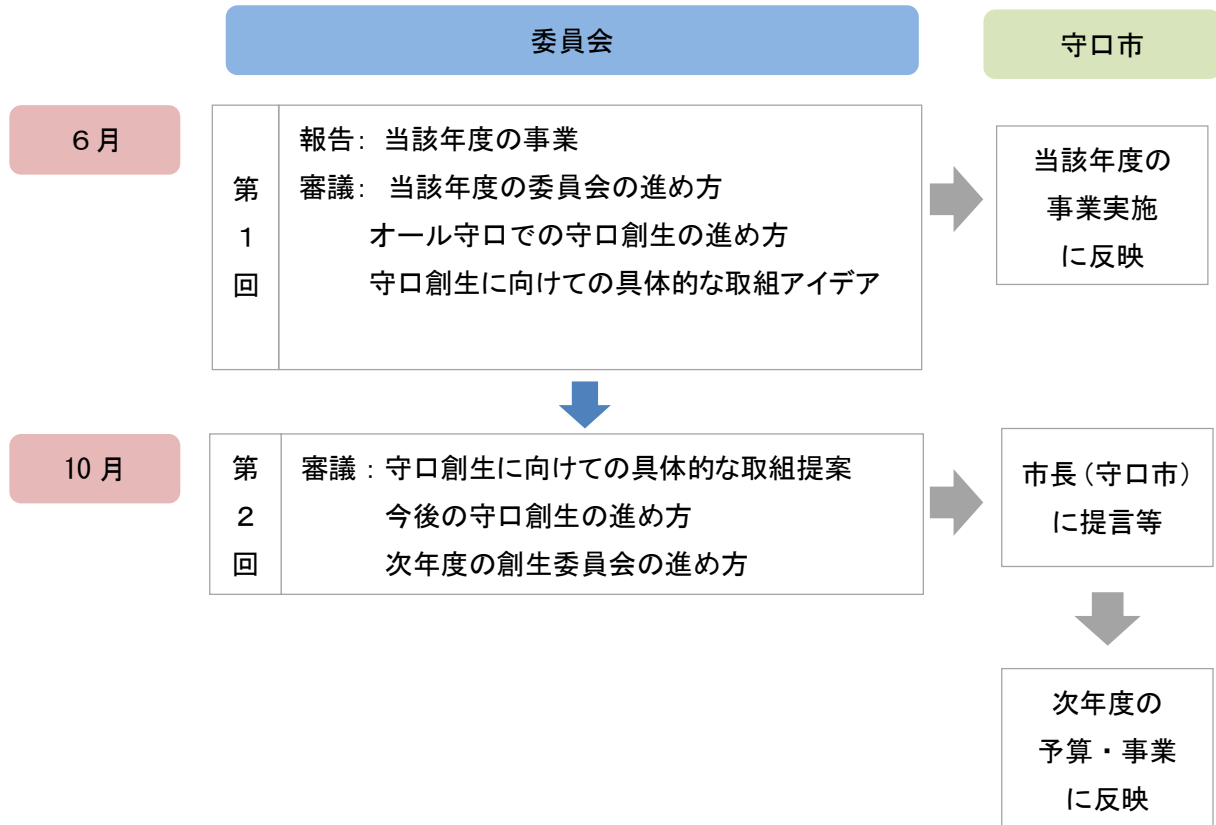 委員会
守口市
６月
第
１
回
報告： 当該年度の事業
審議： 当該年度の委員会の進め方
オール守口での守口創生の進め方
守口創生に向けての具体的な取組アイデア
当該年度の
事業実施
に反映
10 月
第
２
回
審議：守口創生に向けての具体的な取組提案
今後の守口創生の進め方
次年度の創生委員会の進め方
市長（守口市）
に提言等
次年度の
予算・事業
に反映